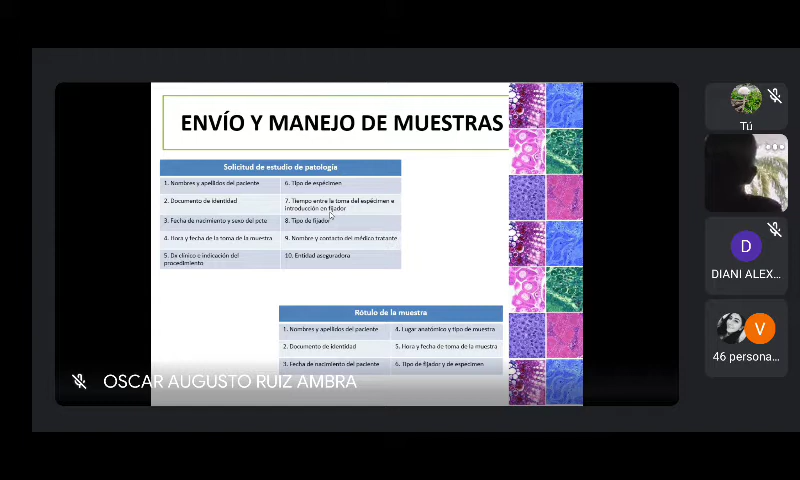 ENVÍO Y MANEJO DE MUESTRAS
Solicitud de estudio de patología
1. Nombres y apellidos del paciente
6. Tipo de espécimen
2. Documento de identidad
7. Tiempo entre la toma del espécimen e
introducción en fijador
3. Fecha de nacimiento y sexo del pcte
8. Tipo de fijador
4. Hora y fecha de la toma de la muestra
9. Nombre y contacto del médico tratante
5. Dx clínico e indicación del
procedimiento
10. Entidad aseguradora
Rótulo de la muestra
1. Nombres y apellidos del paciente
4. Lugar anatómico y tipo de muestra
2. Documento de identidad
5. Hora y fecha de toma de la muestra
3. Fecha de nacimiento del paciente
6. Tipo de fijador y de espécimen
OSCAR AUGUSTO RUIZ AMBRA
Tú
D
DIANI ALEX...
V
46 persona...